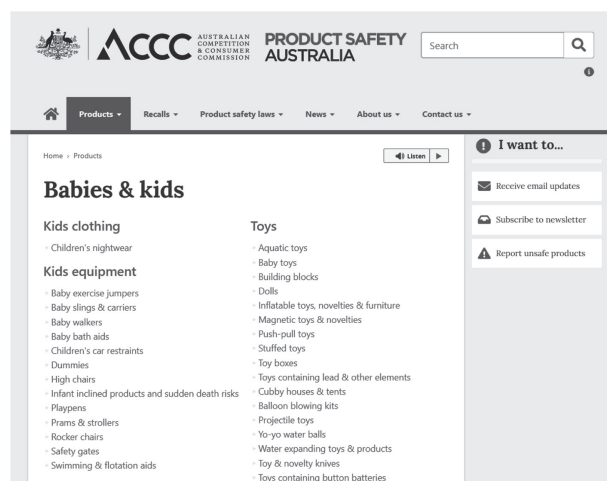 ACCC
AUSTRALIAN
COMPETITION
& CONSUMER
COMMISSION
PRODUCT SAFETY
AUSTRALIA
Search
Products
Recalls
Product safety laws
News
About us
Contact us
Home › Products
Listen
Babies & kids
Kids clothing
Children's nightwear
Kids equipment
Baby exercise jumpers
Baby slings & carriers
Baby walkers
Baby bath aids
Children's car restraints
Dummies
High chairs
Infant inclined products and sudden death risks
Playpens
Prams & strollers
Rocker chairs
Safety gates
Swimming & flotation aids
Toys
Aquatic toys
Baby toys
Building blocks
Dolls
Inflatable toys, novelties & furniture
Magnetic toys & novelties
Push-pull toys
Stuffed toys
Toy boxes
Toys containing lead & other elements
Cubby houses & tents
Balloon blowing kits
Projectile toys
Yo-yo water balls
Water expanding toys & products
Toy & novelty knives
Toys containing button batteries
I want to...
Receive email updates
Subscribe to newsletter
Report unsafe products